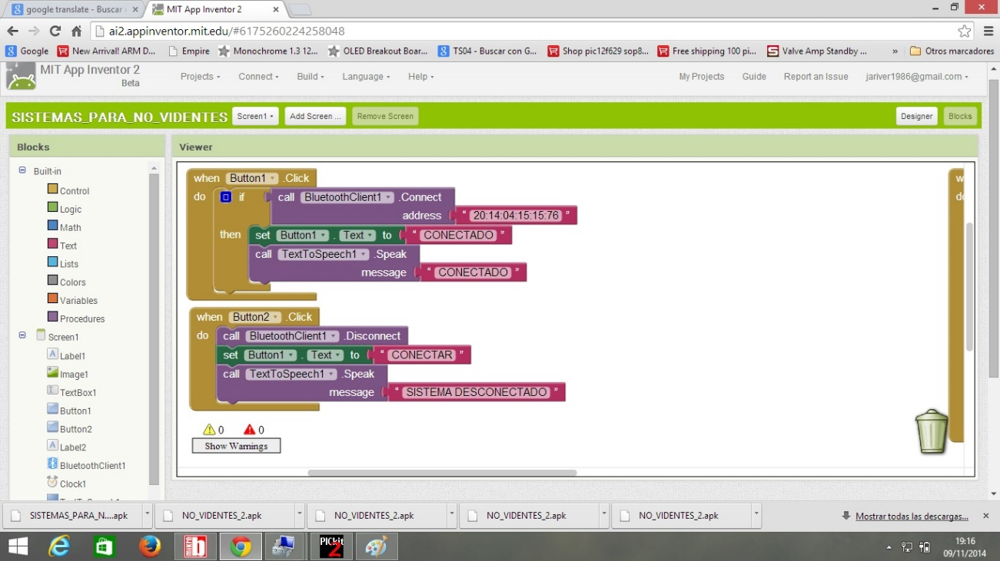 google translate - Buscar
MIT App Inventor 2
ai2.appinventor.mit.edu/#6175260224258048
Google New Arrival! ARM D... Empire Monochrome 1.3 12... OLED Breakout Boar... TS04 - Buscar con G... Shop pic12f629 sop8... Free shipping 100 pi... Valve Amp Standby ... » Otros marcadores
MIT App Inventor 2
Beta
Projects Connect Build Language Help My Projects Guide Report an Issue jariver1986@gmail.com
SISTEMAS_PARA_NO_VIDENTES Screen1 Add Screen ... Remove Screen Designer Blocks
Blocks
Built-in
Control
Logic
Math
Text
Lists
Colors
Variables
Procedures
Screen1
Label1
Image1
TextBox1
Button1
Button2
Label2
BluetoothClient1
Clock1
Viewer
when Button1 .Click
do if call BluetoothClient1 .Connect
address " 20:14:04:15:15:76 "
then set Button1 . Text to " CONECTADO "
call TextToSpeech1 .Speak
message " CONECTADO "
when Button2 .Click
do call BluetoothClient1 .Disconnect
set Button1 . Text to " CONECTAR "
call TextToSpeech1 .Speak
message " SISTEMA DESCONECTADO "
0 0
Show Warnings
SISTEMAS_PARA_N....apk NO_VIDENTES_2.apk NO_VIDENTES_2.apk NO_VIDENTES_2.apk NO_VIDENTES_2.apk Mostrar todas las descargas...
PICkit
2
19:16
09/11/2014